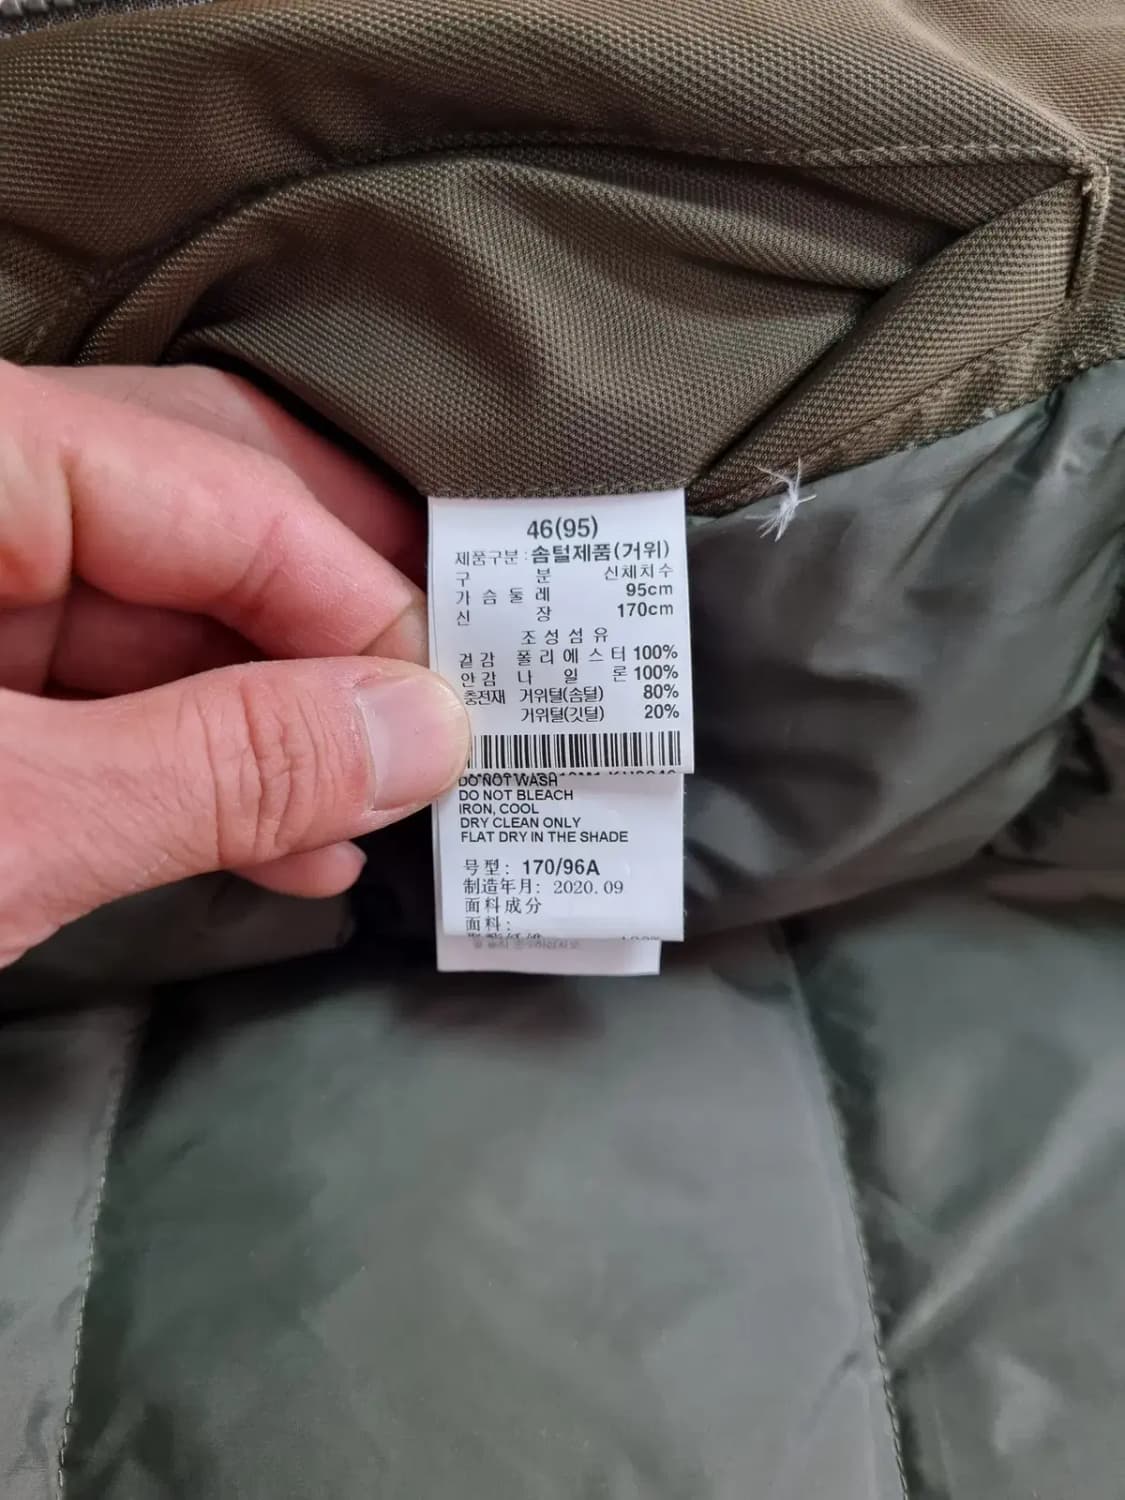 46(95)
제품구분 : 솜털제품(거위)
구 분 신체치수
가 슴 둘 레 95cm
신 장 170cm
조 성 섬 유
겉감 폴 리 에 스 터 100%
안감 나 일 론 100%
충전재 거위털(솜털) 80%
거위털(깃털) 20%
DO NOT WASH
DO NOT BLEACH
IRON, COOL
DRY CLEAN ONLY
FLAT DRY IN THE SHADE
号型: 170/96A
制造年月: 2020.09
面料成分
面料: